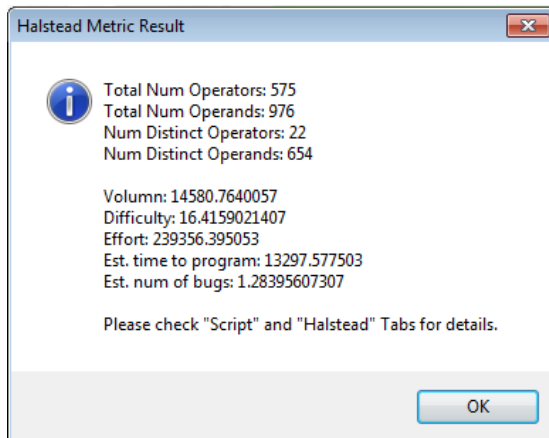 Halstead Metric Result
Total Num Operators: 575
Total Num Operands: 976
Num Distinct Operators: 22
Num Distinct Operands: 654
Volumn: 14580.7640057
Difficulty: 16.4159021407
Effort: 239356.395053
Est. time to program: 13297.577503
Est. num of bugs: 1.28395607307
Please check "Script" and "Halstead" Tabs for details.
OK